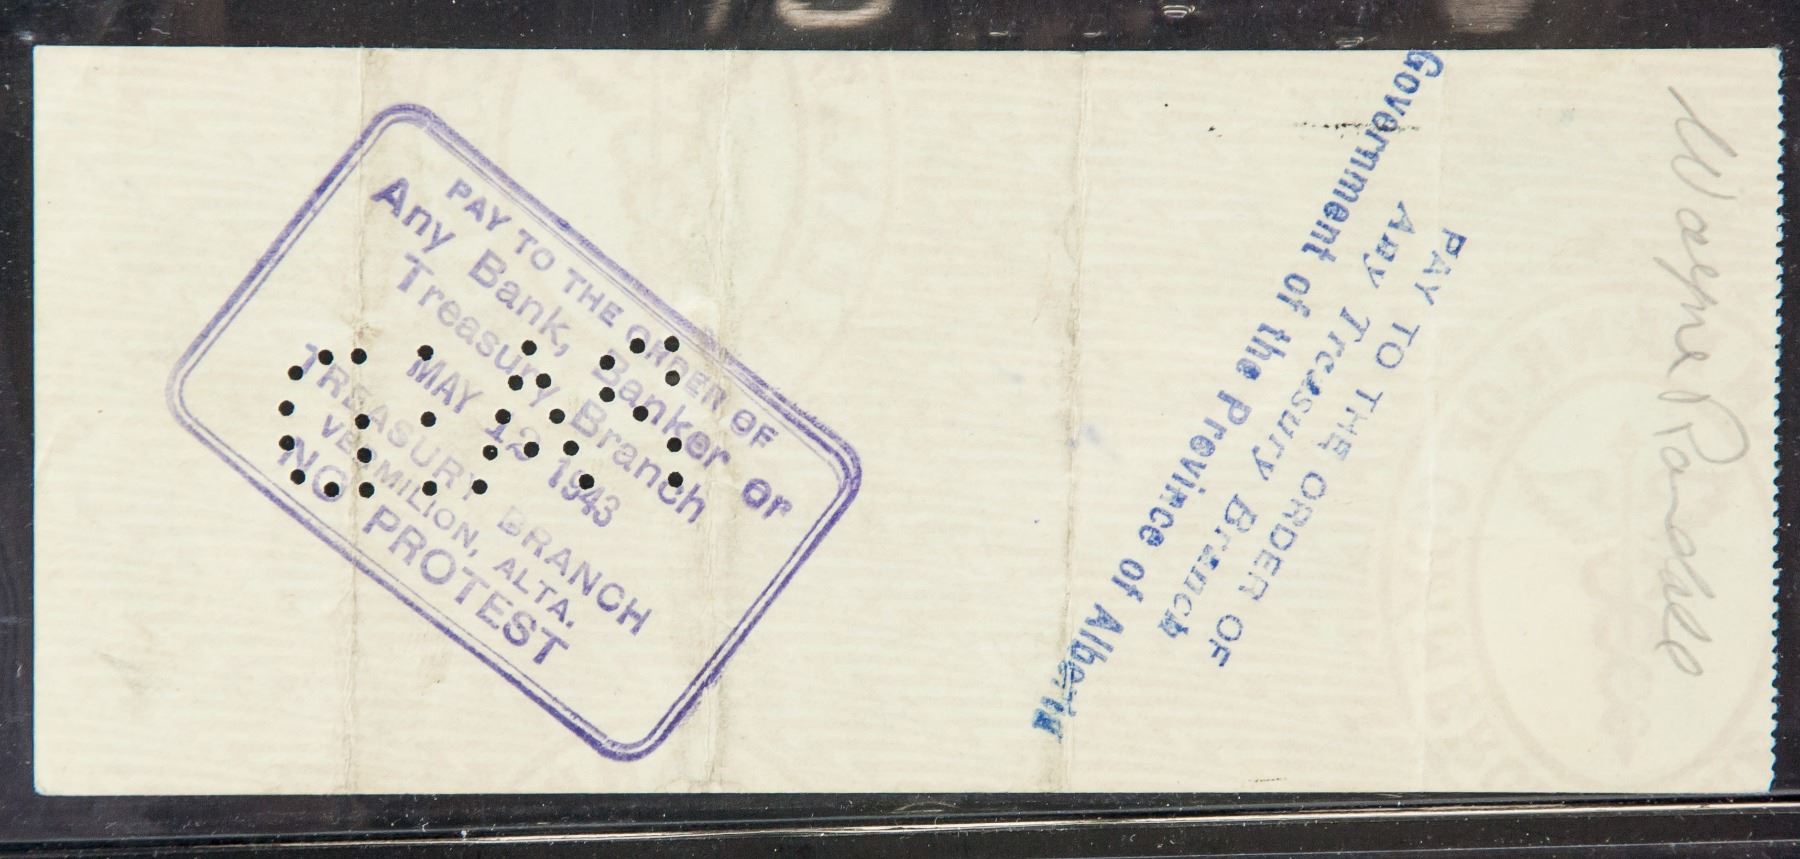 PAY TO THE ORDER OF
Any Bank, Banker or
Treasury Branch
MAY 12 1943
TREASURY BRANCH
VERMILION, ALTA.
NO PROTEST
PAY TO THE ORDER OF
Any Treasury Branch
Government of the Province of Alberta
Wayne